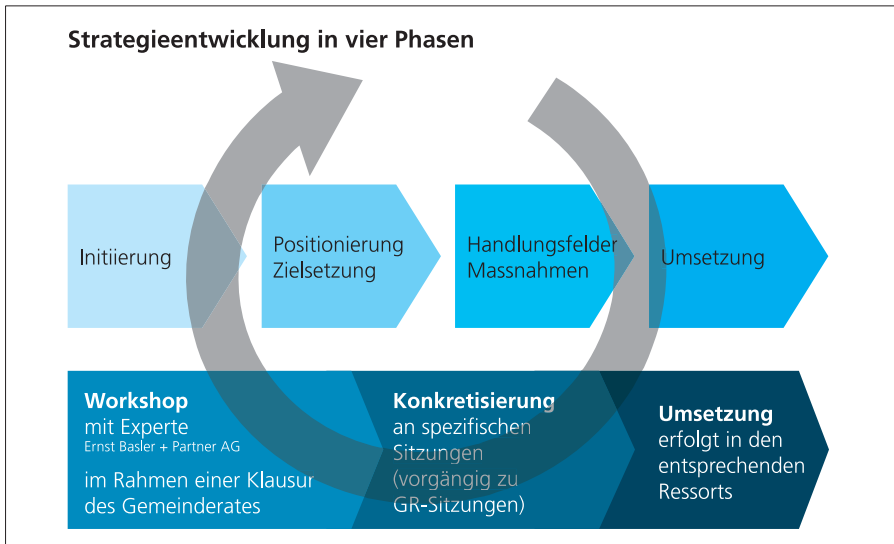 Strategieentwicklung in vier Phasen
Initiierung
Positionierung
Zielsetzung
Handlungsfelder
Massnahmen
Umsetzung
Workshop
mit Experte
Ernst Basler + Partner AG
im Rahmen einer Klausur
des Gemeinderates
Konkretisierung
an spezifischen
Sitzungen
(vorgängig zu
GR-Sitzungen)
Umsetzung
erfolgt in den
entsprechenden
Ressorts